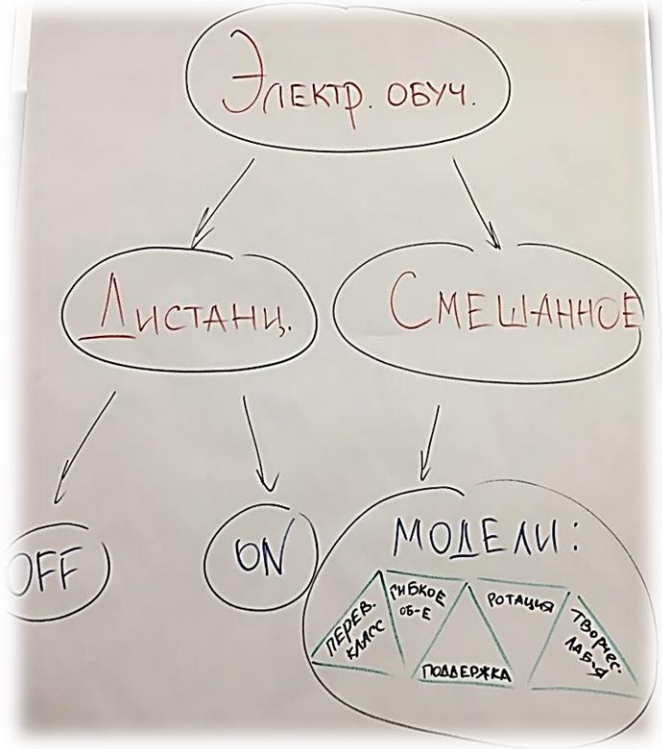 Электр. обуч.
Дистанц.
Смешанное
OFF
ON
МОДЕЛИ:
ПЕРЕВ.
КЛАСС
ГИБКОЕ
ОБ-Е
ПОДДЕРЖКА
РОТАЦИЯ
ТВОРЧЕС.
ЛАБ-Я